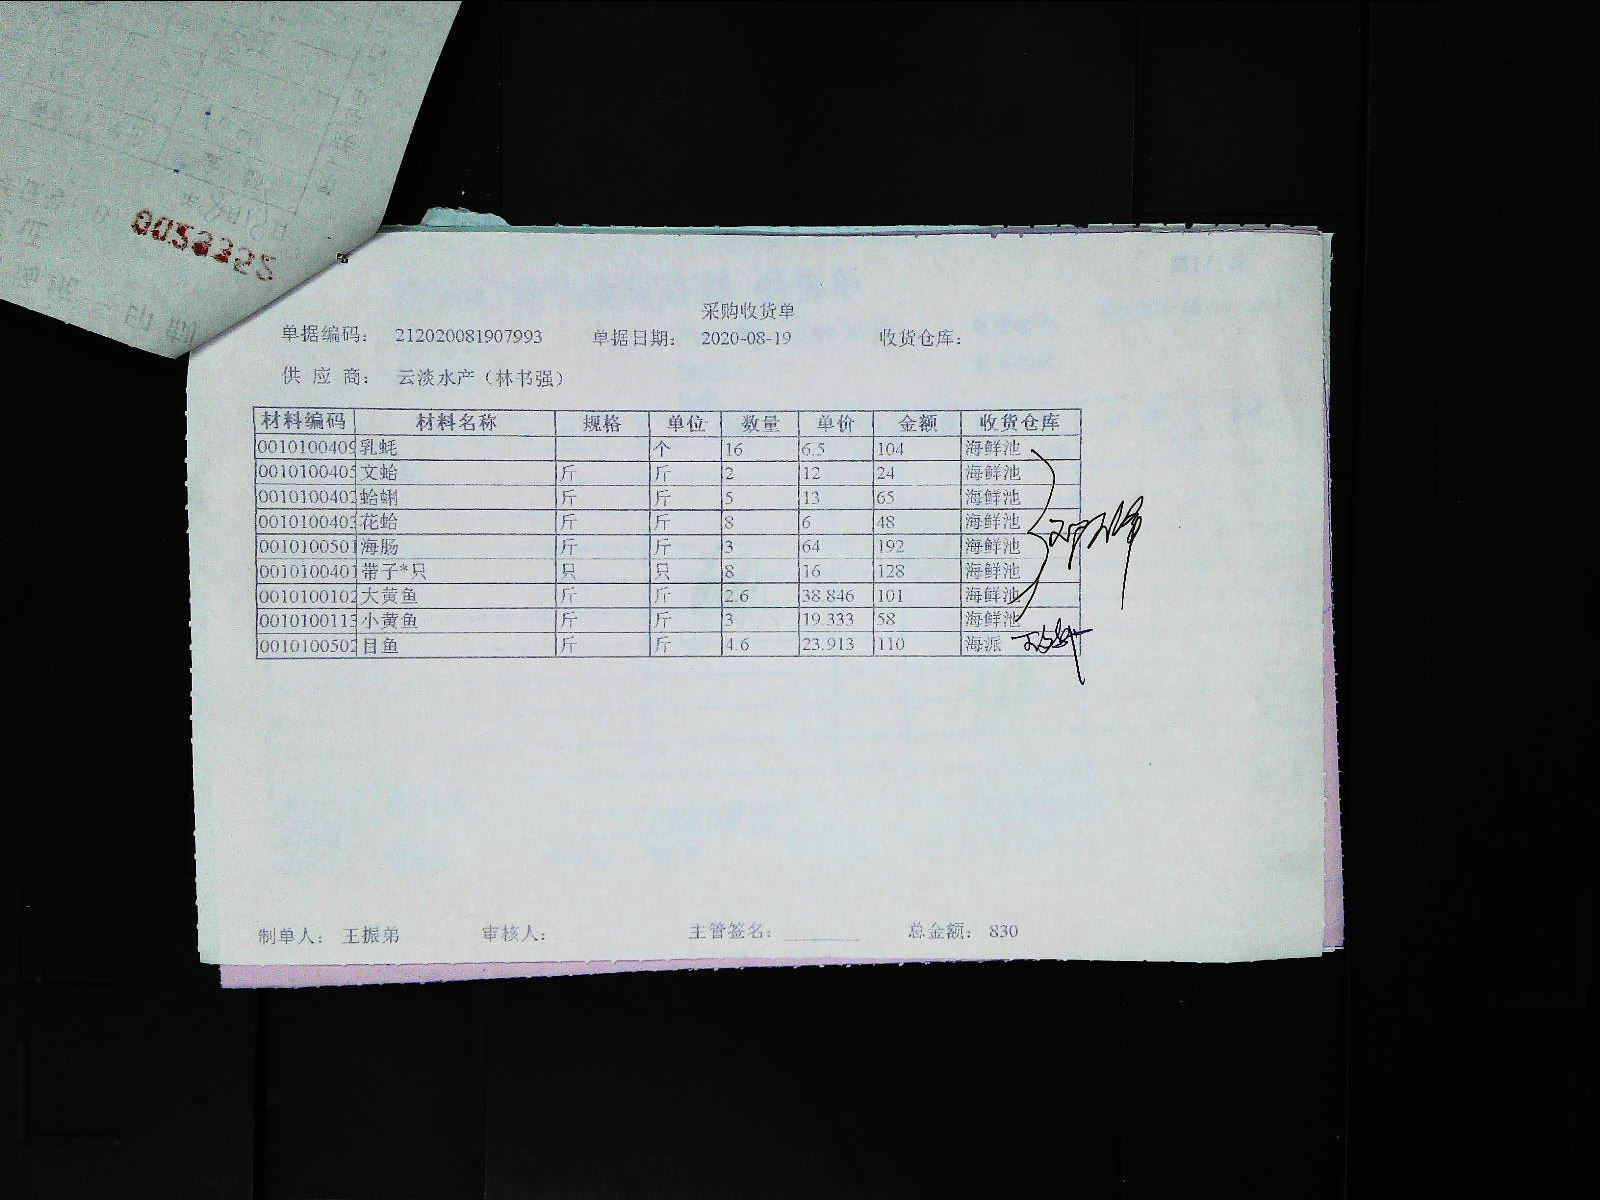 0053352
采购收货单
单据编码： 212020081907993 单据日期： 2020-08-19 收货仓库：
供 应 商： 云淡水产（林书强）
材料编码 材料名称 规格 单位 数量 单价 金额 收货仓库
0010100409 乳蚝 个 16 6.5 104 海鲜池
0010100405 文蛤 斤 斤 2 12 24 海鲜池
0010100402 蛤蜊 斤 斤 5 13 65 海鲜池
0010100403 花蛤 斤 斤 8 6 48 海鲜池
0010100501 海肠 斤 斤 3 64 192 海鲜池
0010100401 带子*只 只 只 8 16 128 海鲜池
0010100102 大黄鱼 斤 斤 2.6 38.846 101 海鲜池
0010100113 小黄鱼 斤 斤 3 19.333 58 海鲜池
0010100502 目鱼 斤 斤 4.6 23.913 110 海派
制单人： 王振弟 审核人： 主管签名： 总金额： 830